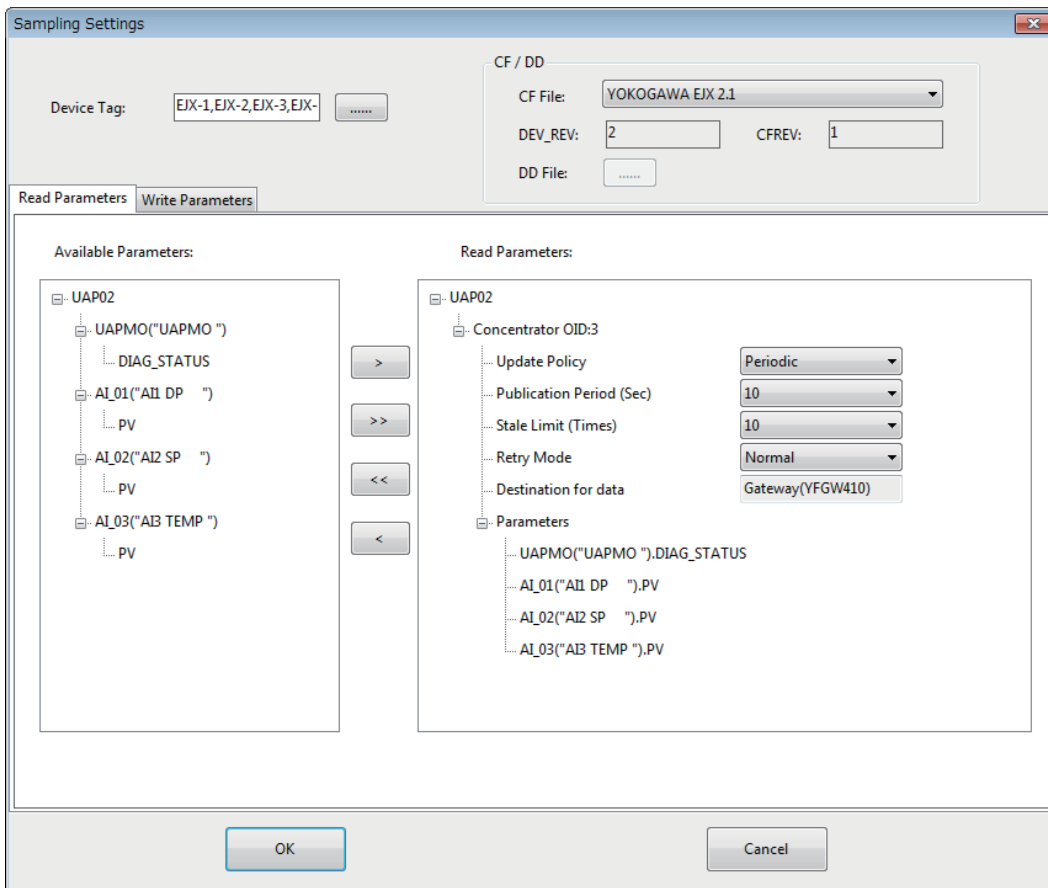 Sampling Settings
CF / DD
Device Tag: EJX-1,EJX-2,EJX-3,EJX- ......
CF File: YOKOGAWA EJX 2.1
DEV_REV: 2 CFREV: 1
DD File: ......
Read Parameters Write Parameters
Available Parameters:
UAP02
UAPMO("UAPMO ")
DIAG_STATUS
AI_01("AI1 DP     ")
PV
AI_02("AI2 SP     ")
PV
AI_03("AI3 TEMP ")
PV
>
>>
<<
<
Read Parameters:
UAP02
Concentrator OID:3
Update Policy Periodic
Publication Period (Sec) 10
Stale Limit (Times) 10
Retry Mode Normal
Destination for data Gateway(YFGW410)
Parameters
UAPMO("UAPMO ").DIAG_STATUS
AI_01("AI1 DP     ").PV
AI_02("AI2 SP     ").PV
AI_03("AI3 TEMP ").PV
OK Cancel